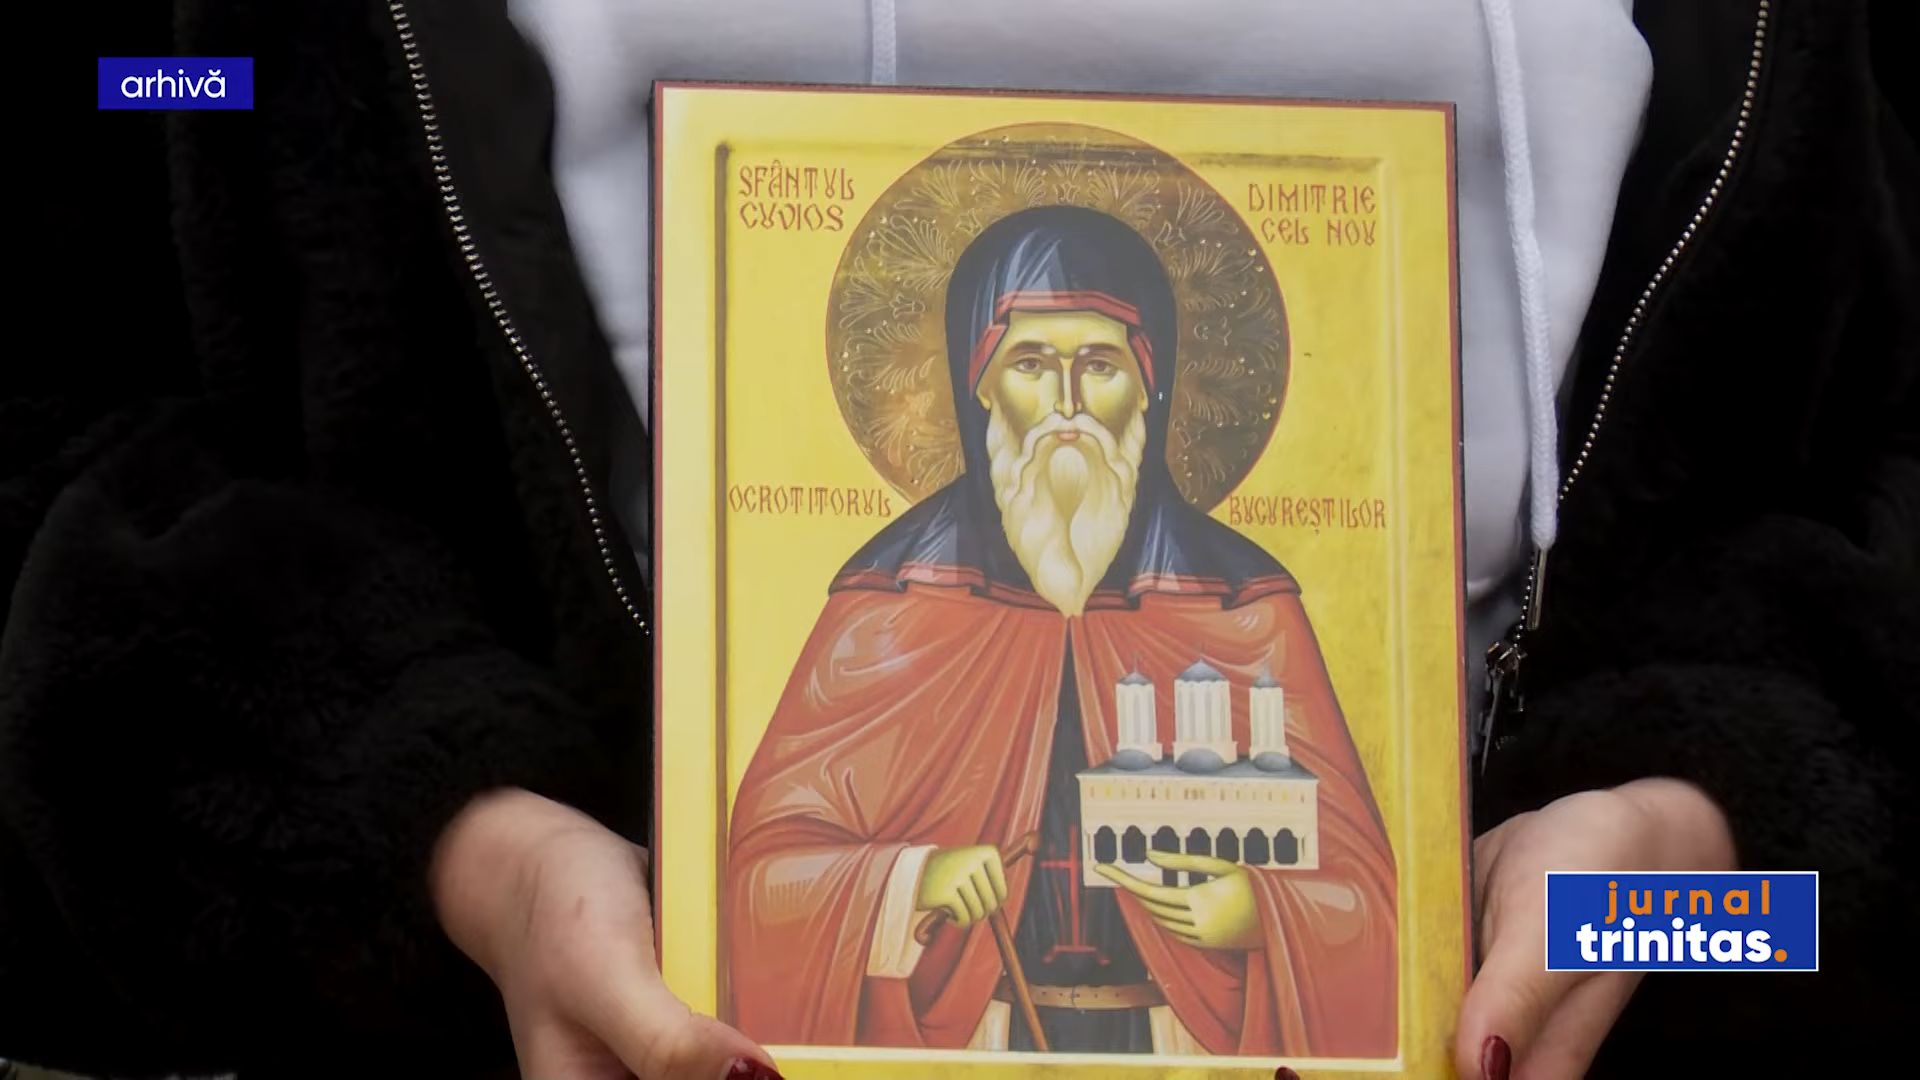 arhivă
SFÂNTUL
CUVIOS
DIMITRIE
CEL NOU
OCROTITORUL
BUCUREȘTILOR
jurnal
trinitas.